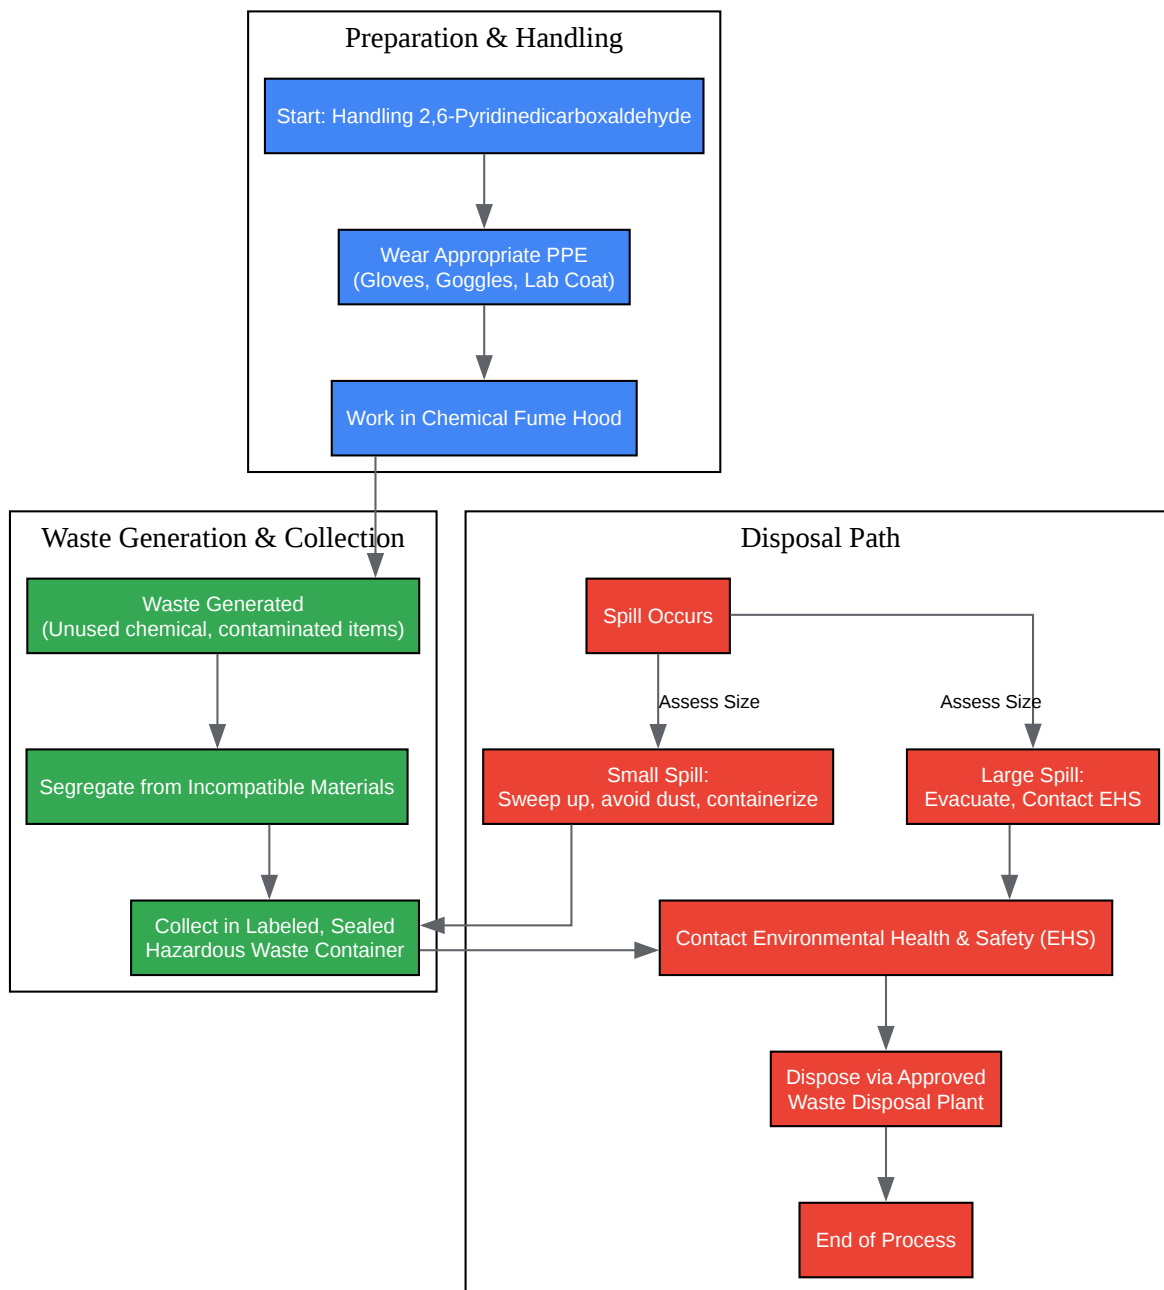 Preparation & Handling
Start: Handling 2,6-Pyridinedicarboxaldehyde
Wear Appropriate PPE
(Gloves, Goggles, Lab Coat)
Work in Chemical Fume Hood
Waste Generation & Collection
Waste Generated
(Unused chemical, contaminated items)
Segregate from Incompatible Materials
Collect in Labeled, Sealed
Hazardous Waste Container
Disposal Path
Spill Occurs
Assess Size
Assess Size
Small Spill:
Sweep up, avoid dust, containerize
Large Spill:
Evacuate, Contact EHS
Contact Environmental Health & Safety (EHS)
Dispose via Approved
Waste Disposal Plant
End of Process